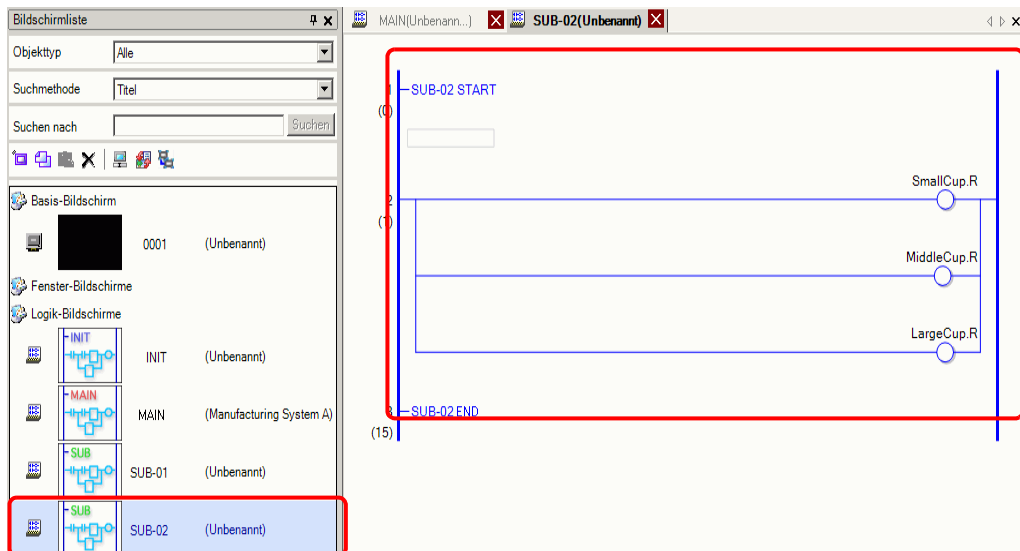 Bildschirmliste
Objekttyp Alle
Suchmethode Titel
Suchen nach Suchen
Basis-Bildschirm
0001 (Unbenannt)
Fenster-Bildschirme
Logik-Bildschirme
INIT INIT (Unbenannt)
MAIN MAIN (Manufacturing System A)
SUB SUB-01 (Unbenannt)
SUB SUB-02 (Unbenannt)
MAIN(Unbenann...) SUB-02(Unbenannt)
1 SUB-02 START
(0)
SmallCup.R
2
(1)
MiddleCup.R
LargeCup.R
3 SUB-02 END
(15)